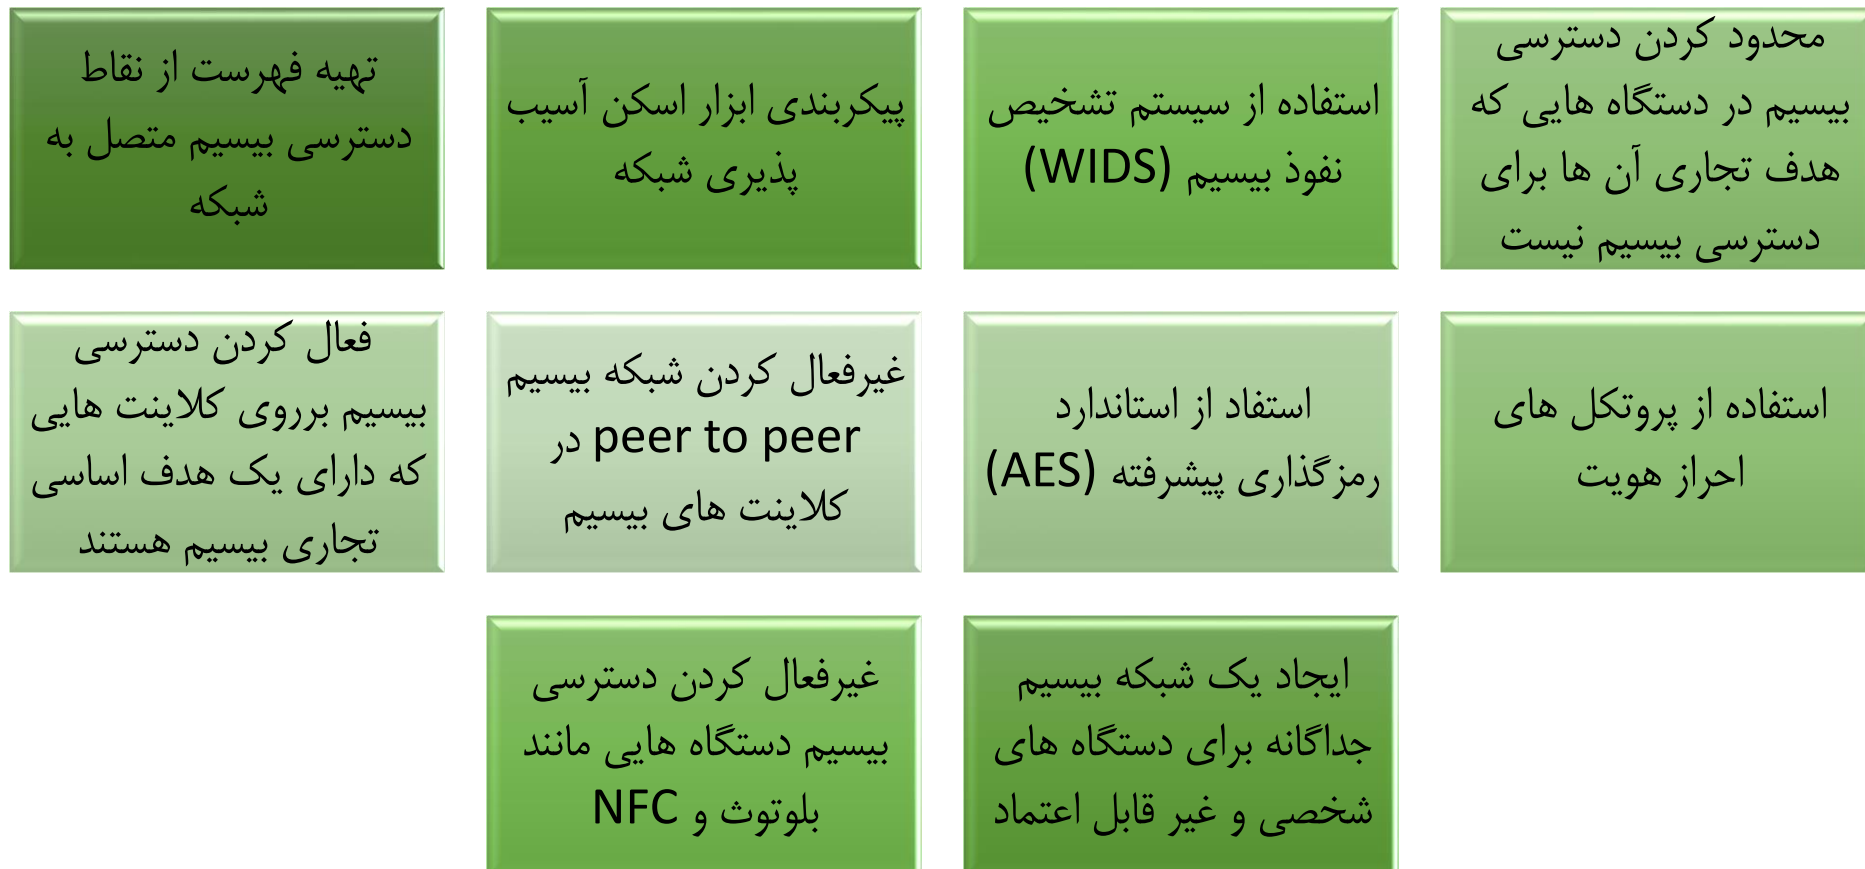 تهیه فهرست از نقاط
دسترسی بیسیم متصل به
شبکه
پیکربندی ابزار اسکن آسیب
پذیری شبکه
استفاده از سیستم تشخیص
نفوذ بیسیم (WIDS)
محدود کردن دسترسی
بیسیم در دستگاه هایی که
هدف تجاری آن ها برای
دسترسی بیسیم نیست
فعال کردن دسترسی
بیسیم برروی کلاینت هایی
که دارای یک هدف اساسی
تجاری بیسیم هستند
غیرفعال کردن شبکه بیسیم
peer to peer در
کلاینت های بیسیم
استفاد از استاندارد
رمزگذاری پیشرفته (AES)
استفاده از پروتکل های
احراز هویت
غیرفعال کردن دسترسی
بیسیم دستگاه هایی مانند
بلوتوث و NFC
ایجاد یک شبکه بیسیم
جداگانه برای دستگاه های
شخصی و غیر قابل اعتماد